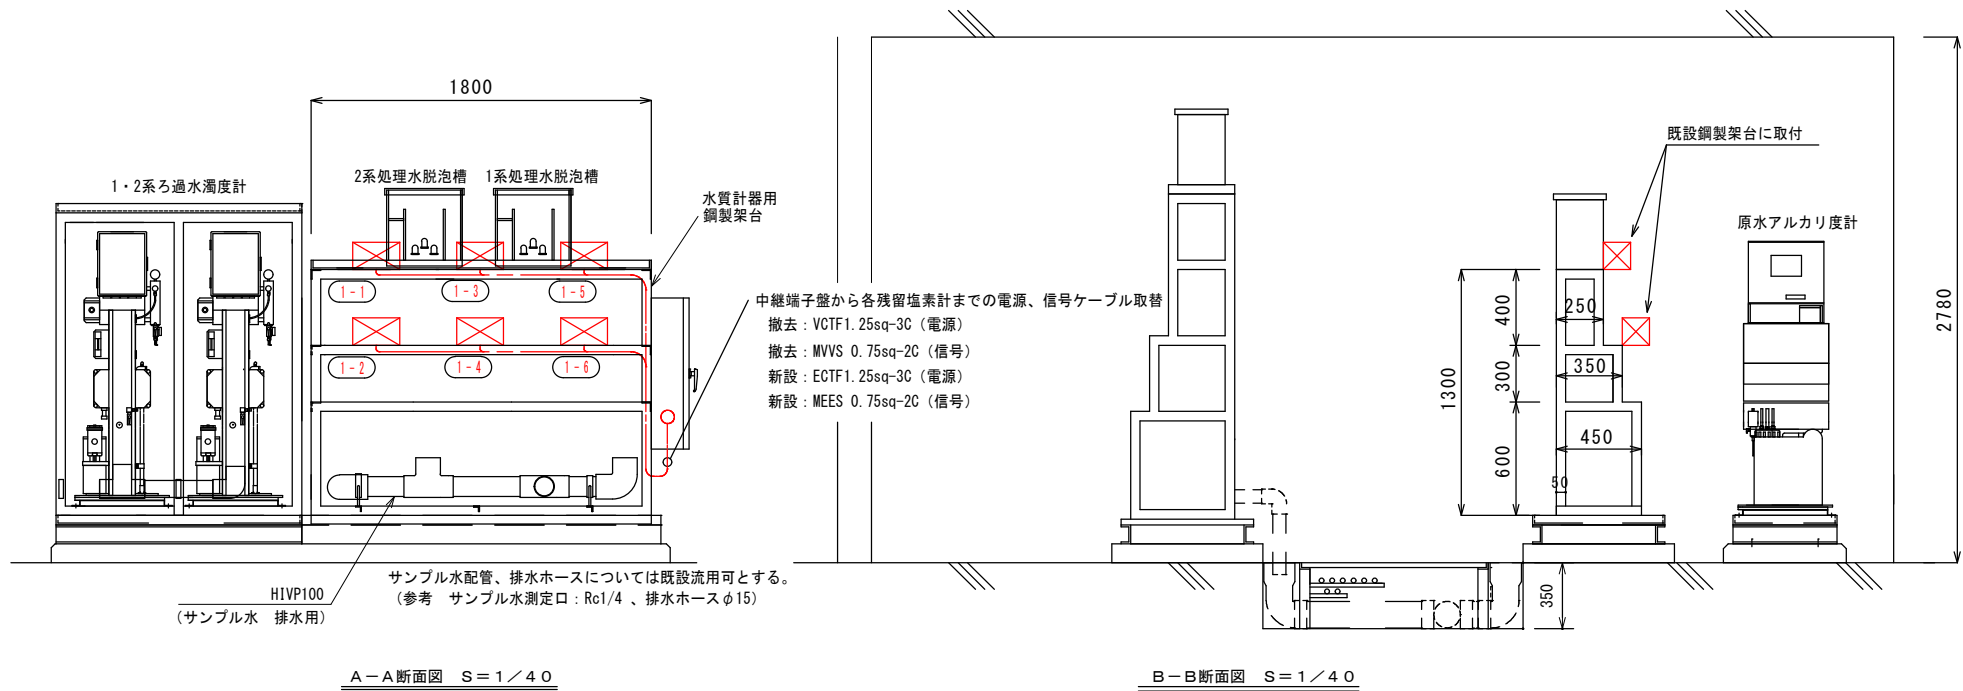 1800
1・2系ろ過水濁度計
2系処理水脱泡槽
1系処理水脱泡槽
水質計器用
鋼製架台
1-1
1-3
1-5
1-2
1-4
1-6
中継端子盤から各残留塩素計までの電源、信号ケーブル取替
撤去：VCTF1.25sq-3C（電源）
撤去：MVVS 0.75sq-2C（信号）
新設：ECTF1.25sq-3C（電源）
新設：MEES 0.75sq-2C（信号）
HIVP100
（サンプル水　排水用）
サンプル水配管、排水ホースについては既設流用可とする。
（参考　サンプル水測定口：Rc1/4 、排水ホースφ15）
A－A断面図　S＝1／40
既設鋼製架台に取付
原水アルカリ度計
2780
400
250
300
350
1300
600
450
50
350
B－B断面図　S＝1／40